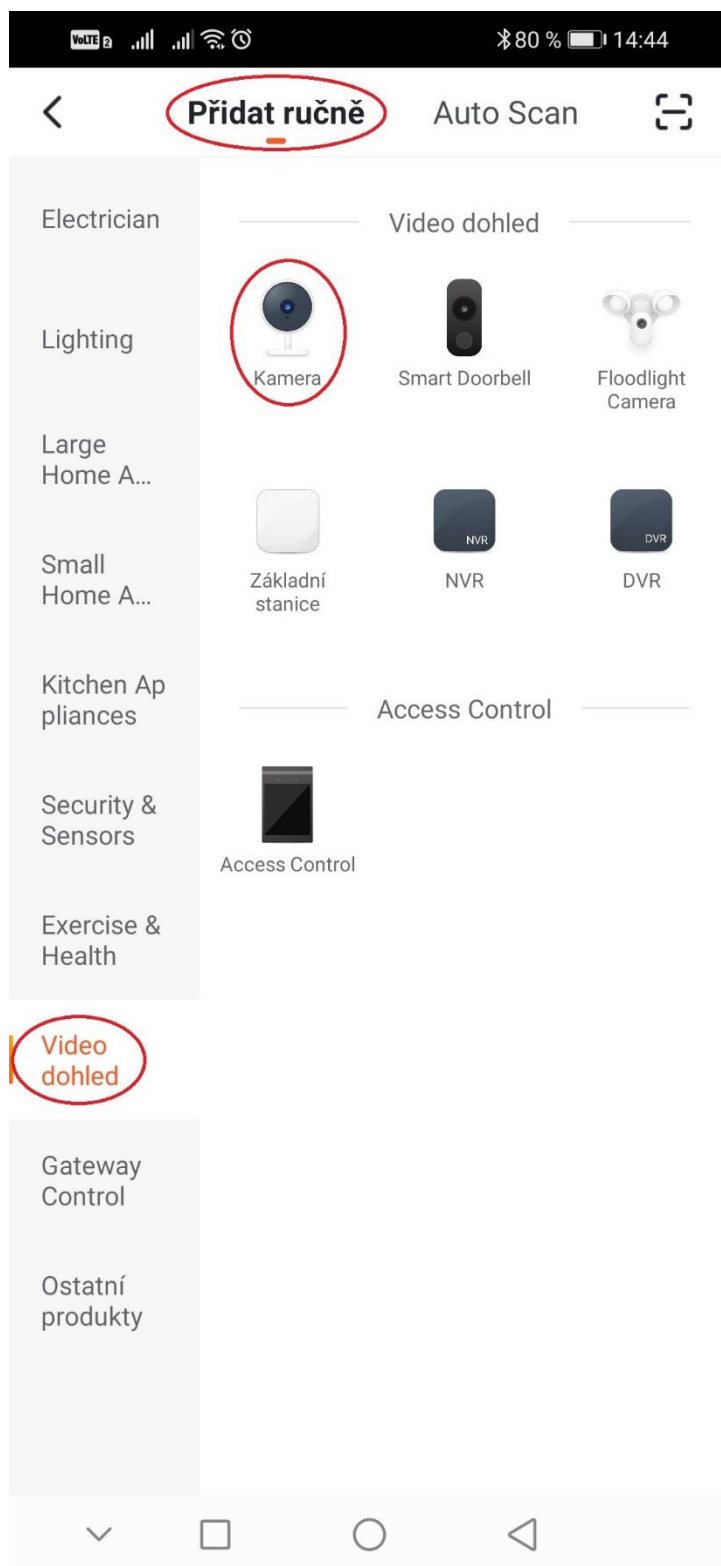 VoLTE 2 80 % 14:44
Přidat ručně Auto Scan
Electrician
Lighting
Large
Home A...
Small
Home A...
Kitchen Ap
pliances
Security &
Sensors
Exercise &
Health
Video
dohled
Gateway
Control
Ostatní
produkty
Video dohled
Kamera
Smart Doorbell
Floodlight
Camera
Základní
stanice
NVR
NVR
DVR
DVR
Access Control
Access Control